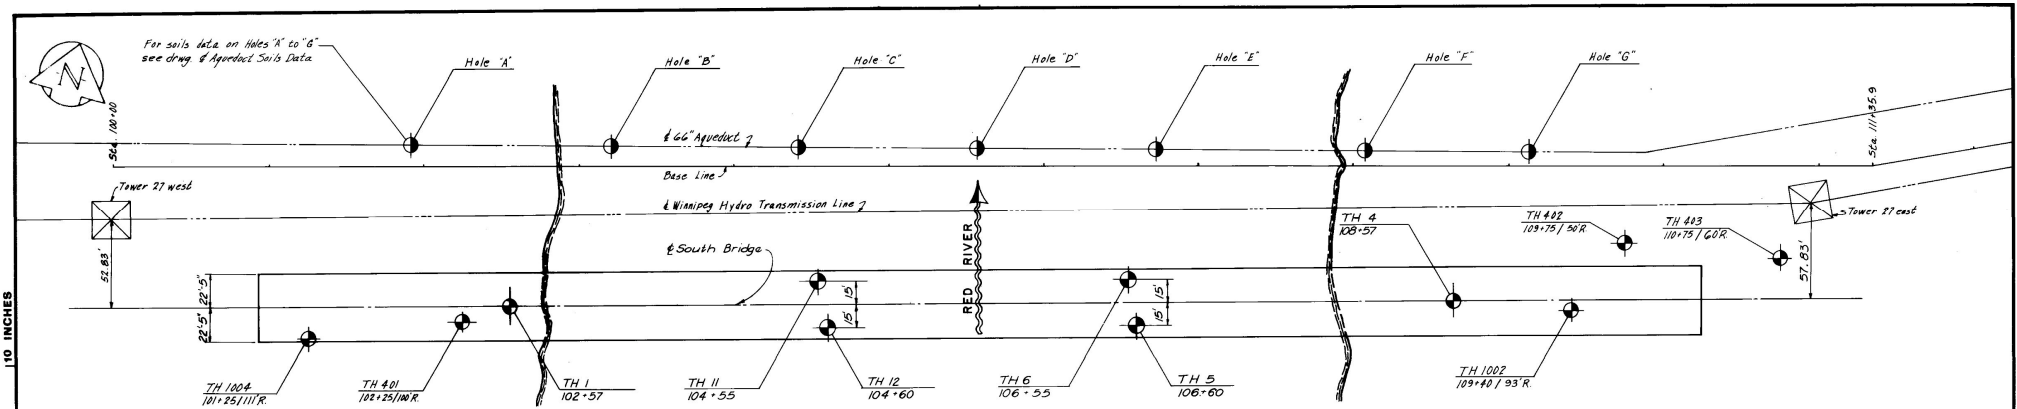 For soils data on Holes "A" to "G"
see drwg. ℄ Aqueduct Soils Data
Hole "A"
Hole "B"
Hole "C"
Hole "D"
Hole "E"
Hole "F"
Hole "G"
N
Sta. 100+00
℄ 66" Aqueduct
Sta. 111+35.9
Base Line
Tower 27 west
℄ Winnipeg Hydro Transmission Line
TH 4
108+57
TH 402
109+75 / 50'R.
TH 403
110+75 / 60'R.
Tower 27 east
52.83'
℄ South Bridge
RED RIVER
57.83'
22'-5"
22'-5"
15'
15'
15'
15'
110 INCHES
TH 1004
101+25/111'R.
TH 401
102+25/100'R.
TH 1
102+57
TH 11
104+55
TH 12
104+60
TH 6
106+55
TH 5
106+60
TH 1002
109+40 / 93'R.